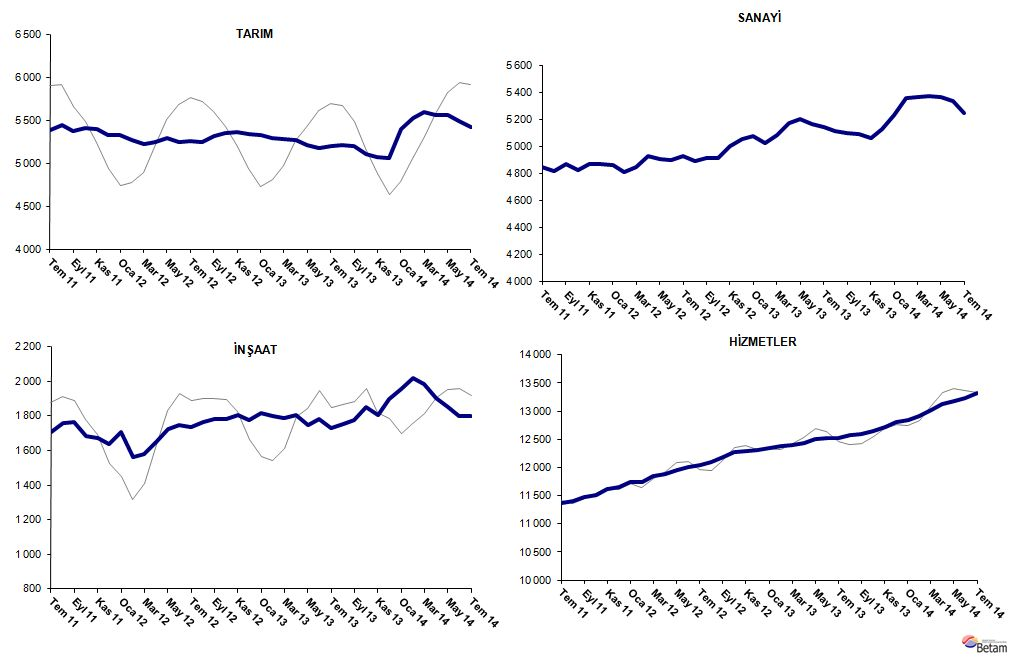 TARIM
6 500
6 000
5 500
5 000
4 500
4 000
Tem 11
Eyl 11
Kas 11
Oca 12
Mar 12
May 12
Tem 12
Eyl 12
Kas 12
Oca 13
Mar 13
May 13
Tem 13
Eyl 13
Kas 13
Oca 14
Mar 14
May 14
Tem 14
SANAYİ
5 600
5 400
5 200
5 000
4 800
4 600
4 400
4 200
4 000
Tem 11
Eyl 11
Kas 11
Oca 12
Mar 12
May 12
Tem 12
Eyl 12
Kas 12
Oca 13
Mar 13
May 13
Tem 13
Eyl 13
Kas 13
Oca 14
Mar 14
May 14
Tem 14
İNŞAAT
2 200
2 000
1 800
1 600
1 400
1 200
1 000
800
Tem 11
Eyl 11
Kas 11
Oca 12
Mar 12
May 12
Tem 12
Eyl 12
Kas 12
Oca 13
Mar 13
May 13
Tem 13
Eyl 13
Kas 13
Oca 14
Mar 14
May 14
Tem 14
HİZMETLER
14 000
13 500
13 000
12 500
12 000
11 500
11 000
10 500
10 000
Tem 11
Eyl 11
Kas 11
Oca 12
Mar 12
May 12
Tem 12
Eyl 12
Kas 12
Oca 13
Mar 13
May 13
Tem 13
Eyl 13
Kas 13
Oca 14
Mar 14
May 14
Tem 14
Betam